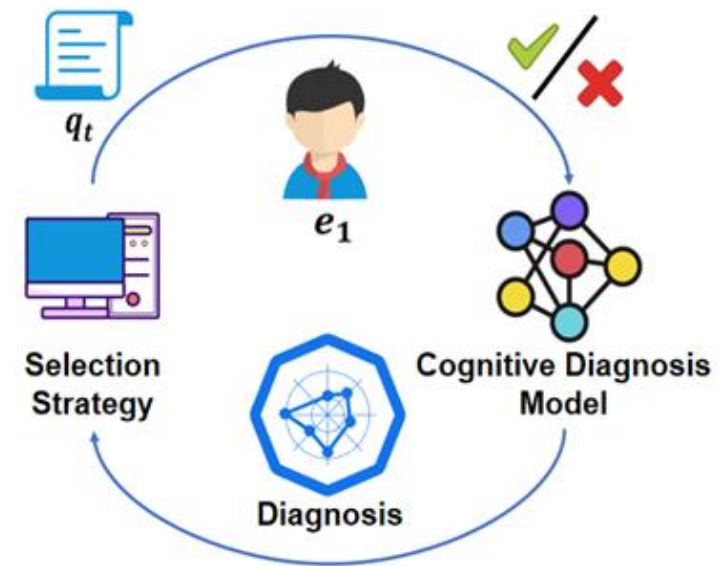 q_t
e_1
Selection
Strategy
Cognitive Diagnosis
Model
Diagnosis